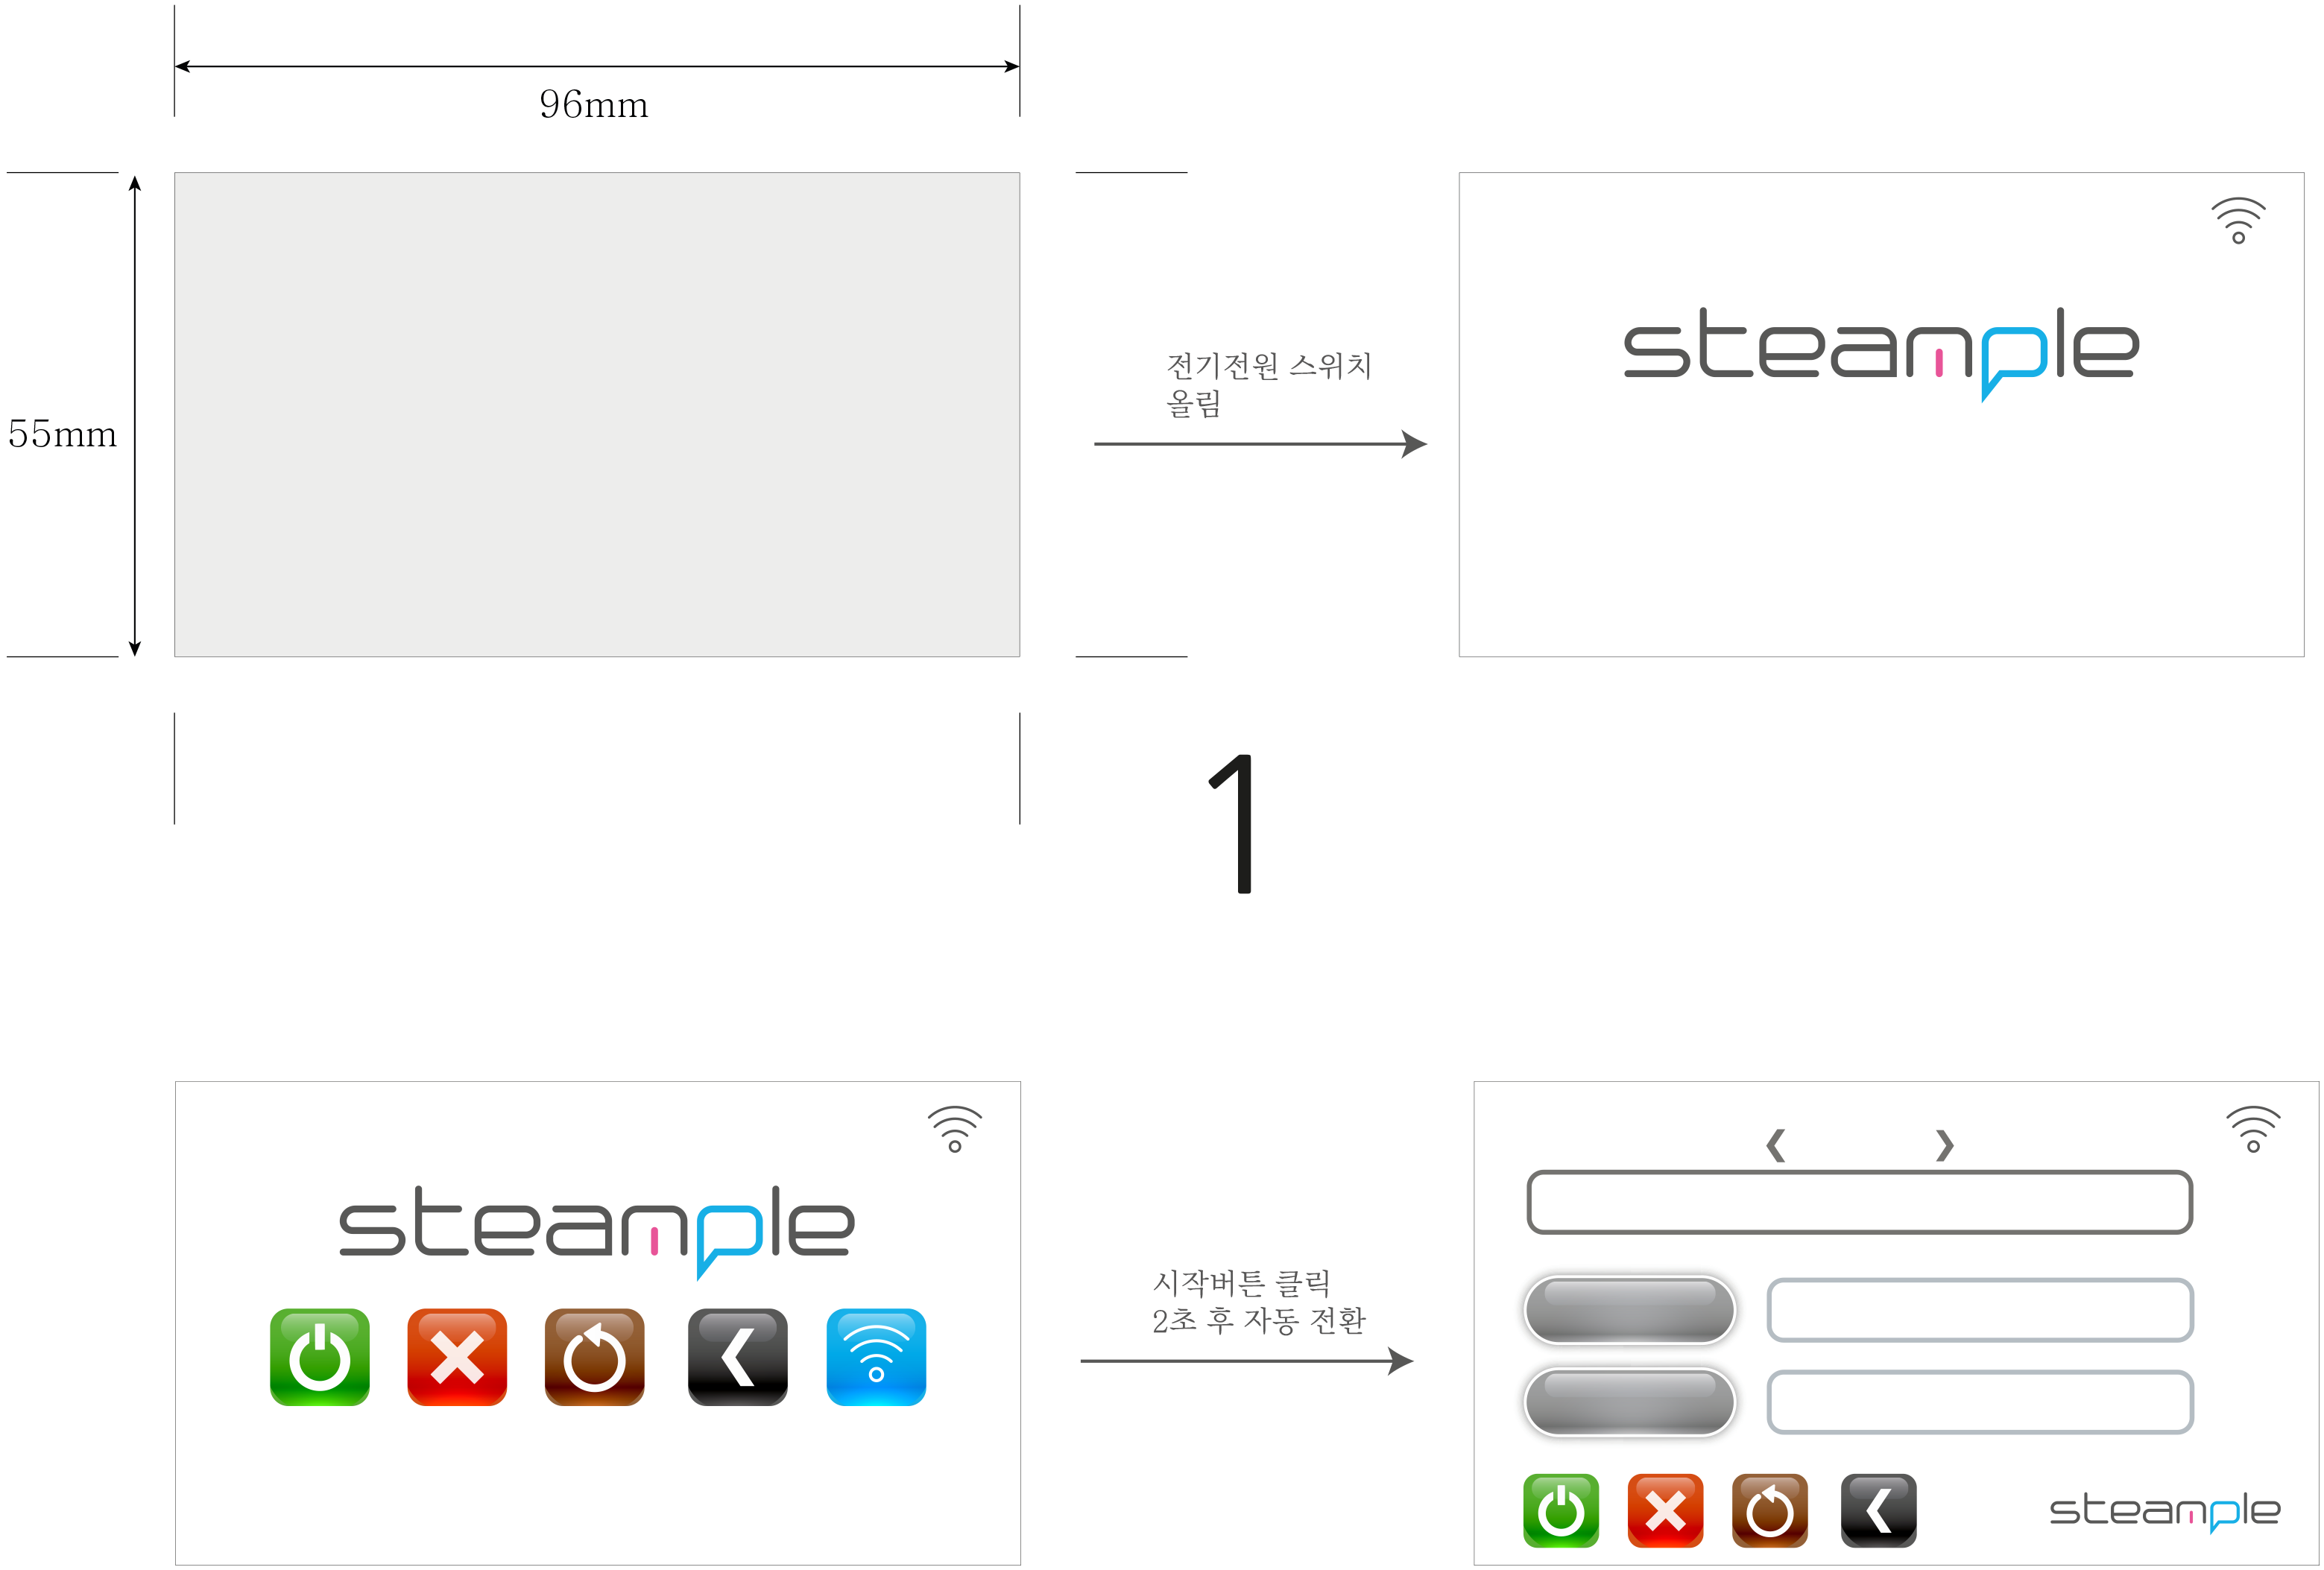 96mm
55mm
전기전원 스위치
올림
steample
1
steample
시작버튼 클릭
2초 후 자동 전환
steample